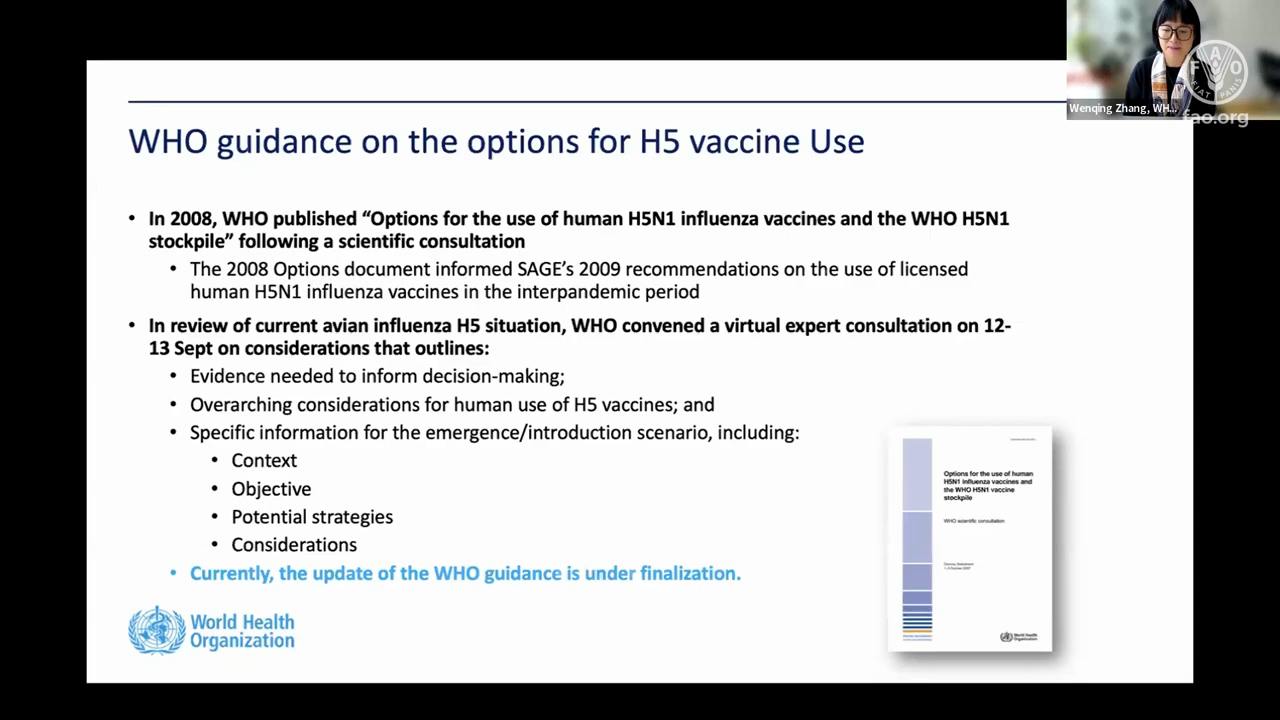 Wenqing Zhang, WH...
FAO
FIAT PANIS
fao.org
WHO guidance on the options for H5 vaccine Use
• In 2008, WHO published “Options for the use of human H5N1 influenza vaccines and the WHO H5N1
stockpile” following a scientific consultation
• The 2008 Options document informed SAGE’s 2009 recommendations on the use of licensed
human H5N1 influenza vaccines in the interpandemic period
• In review of current avian influenza H5 situation, WHO convened a virtual expert consultation on 12-
13 Sept on considerations that outlines:
• Evidence needed to inform decision-making;
• Overarching considerations for human use of H5 vaccines; and
• Specific information for the emergence/introduction scenario, including:
• Context
• Objective
• Potential strategies
• Considerations
• Currently, the update of the WHO guidance is under finalization.
World Health
Organization
Options for the use of human
H5N1 influenza vaccines and
the WHO H5N1 vaccine
stockpile
WHO scientific consultation
World Health
Organization